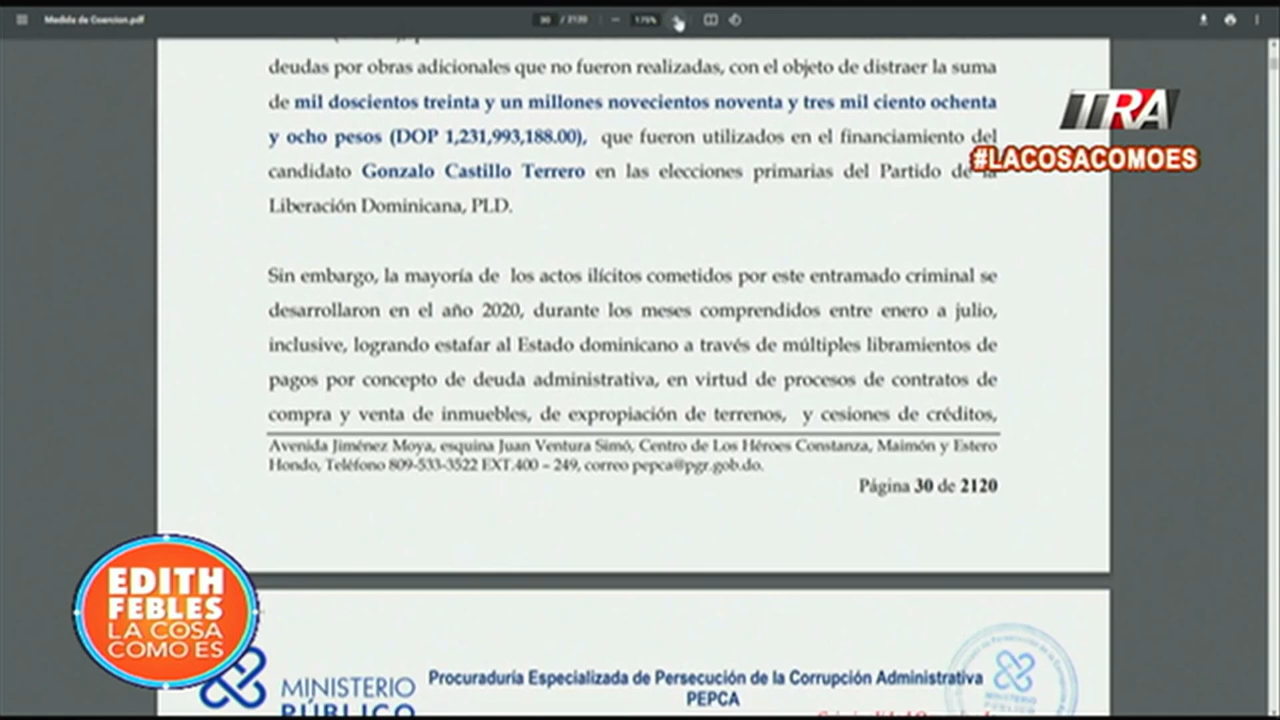 Medida de Coercion.pdf
30 / 2120
175%
deudas por obras adicionales que no fueron realizadas, con el objeto de distraer la suma
de mil doscientos treinta y un millones novecientos noventa y tres mil ciento ochenta
y ocho pesos (DOP 1,231,993,188.00), que fueron utilizados en el financiamiento del
candidato Gonzalo Castillo Terrero en las elecciones primarias del Partido de la
Liberación Dominicana, PLD.
Sin embargo, la mayoría de los actos ilícitos cometidos por este entramado criminal se
desarrollaron en el año 2020, durante los meses comprendidos entre enero a julio,
inclusive, logrando estafar al Estado dominicano a través de múltiples libramientos de
pagos por concepto de deuda administrativa, en virtud de procesos de contratos de
compra y venta de inmuebles, de expropiación de terrenos, y cesiones de créditos,
Avenida Jiménez Moya, esquina Juan Ventura Simó, Centro de Los Héroes Constanza, Maimón y Estero
Hondo, Teléfono 809-533-3522 EXT.400 – 249, correo pepca@pgr.gob.do.
Página 30 de 2120
TRA
#LACOSACOMOES
EDITH
FEBLES
LA COSA
COMO ES
MINISTERIO
PÚBLICO
Procuraduría Especializada de Persecución de la Corrupción Administrativa
PEPCA